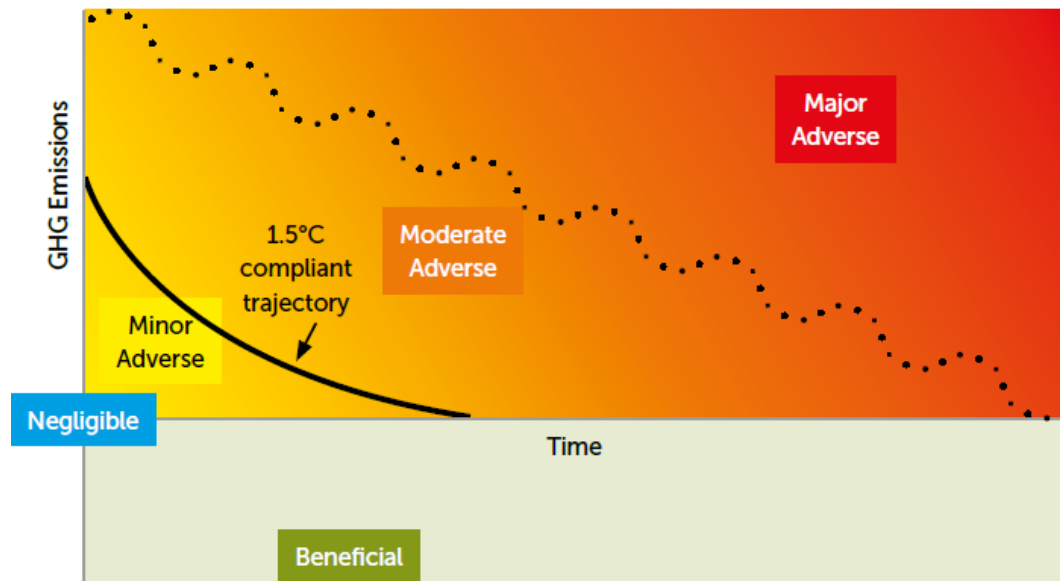 GHG Emissions
Major
Adverse
1.5°C
compliant
trajectory
Moderate
Adverse
Minor
Adverse
Negligible
Time
Beneficial